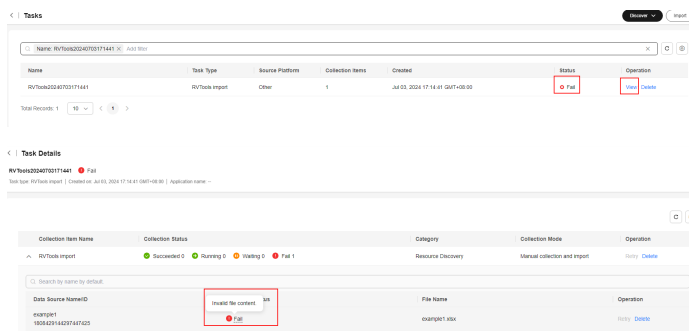 Tasks
Discover
Import
Name: RVTools20240703171441 × Add filter
Name Task Type Source Platform Collection Items Created Status Operation
RVTools20240703171441 RVTools import Other 1 Jul 03, 2024 17:14:41 GMT+08:00 Fail View Delete
Total Records: 1 10 < 1 >
Task Details
RVTools20240703171441 Fail
Task type: RVTools import | Created on: Jul 03, 2024 17:14:41 GMT+08:00 | Application name: --
Collection Item Name Collection Status Category Collection Mode Operation
RVTools import Succeeded 0 Running 0 Waiting 0 Fail 1 Resource Discovery Manual collection and import Retry Delete
Search by name by default.
Invalid file content.
Data Source Name/ID File Name Operation
example1 Fail example1.xlsx Retry Delete